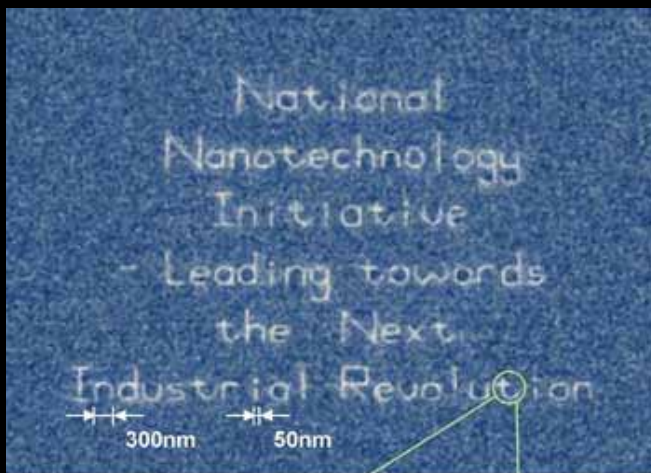 National
Nanotechnology
Initiative
- Leading towards
the Next
Industrial Revolution
300nm 50nm